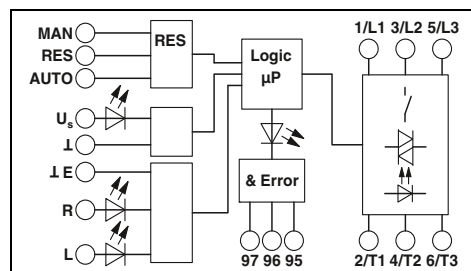 MAN
RES
AUTO
RES
Us
⊥
⊥ E
R
L
Logic
µP
& Error
97 96 95
1/L1 3/L2 5/L3
2/T1 4/T2 6/T3